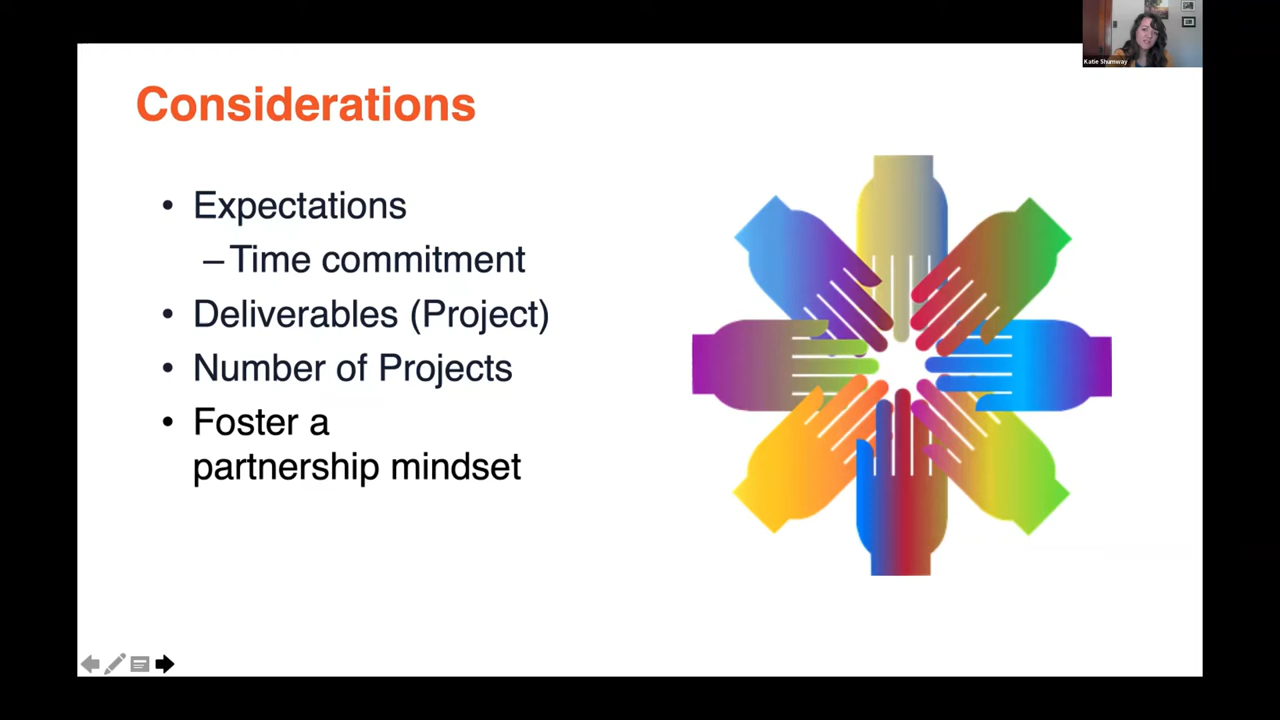 Katie Shumway
Considerations
• Expectations
– Time commitment
• Deliverables (Project)
• Number of Projects
• Foster a
partnership mindset